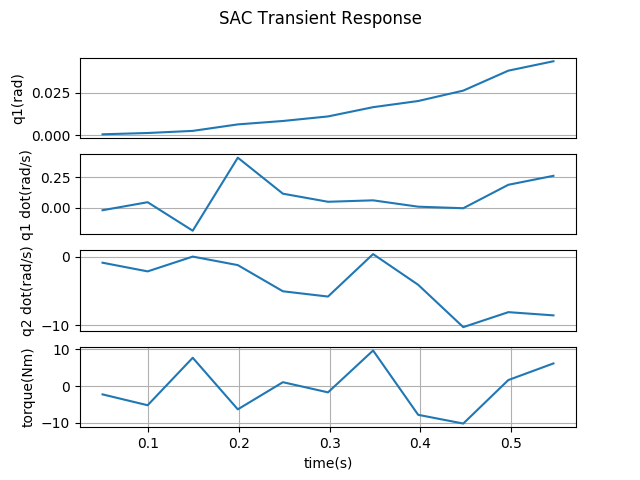 SAC Transient Response
q1(rad)
0.025
0.000
q1 dot(rad/s)
0.25
0.00
q2 dot(rad/s)
0
−10
torque(Nm)
10
0
−10
0.1 0.2 0.3 0.4 0.5
time(s)